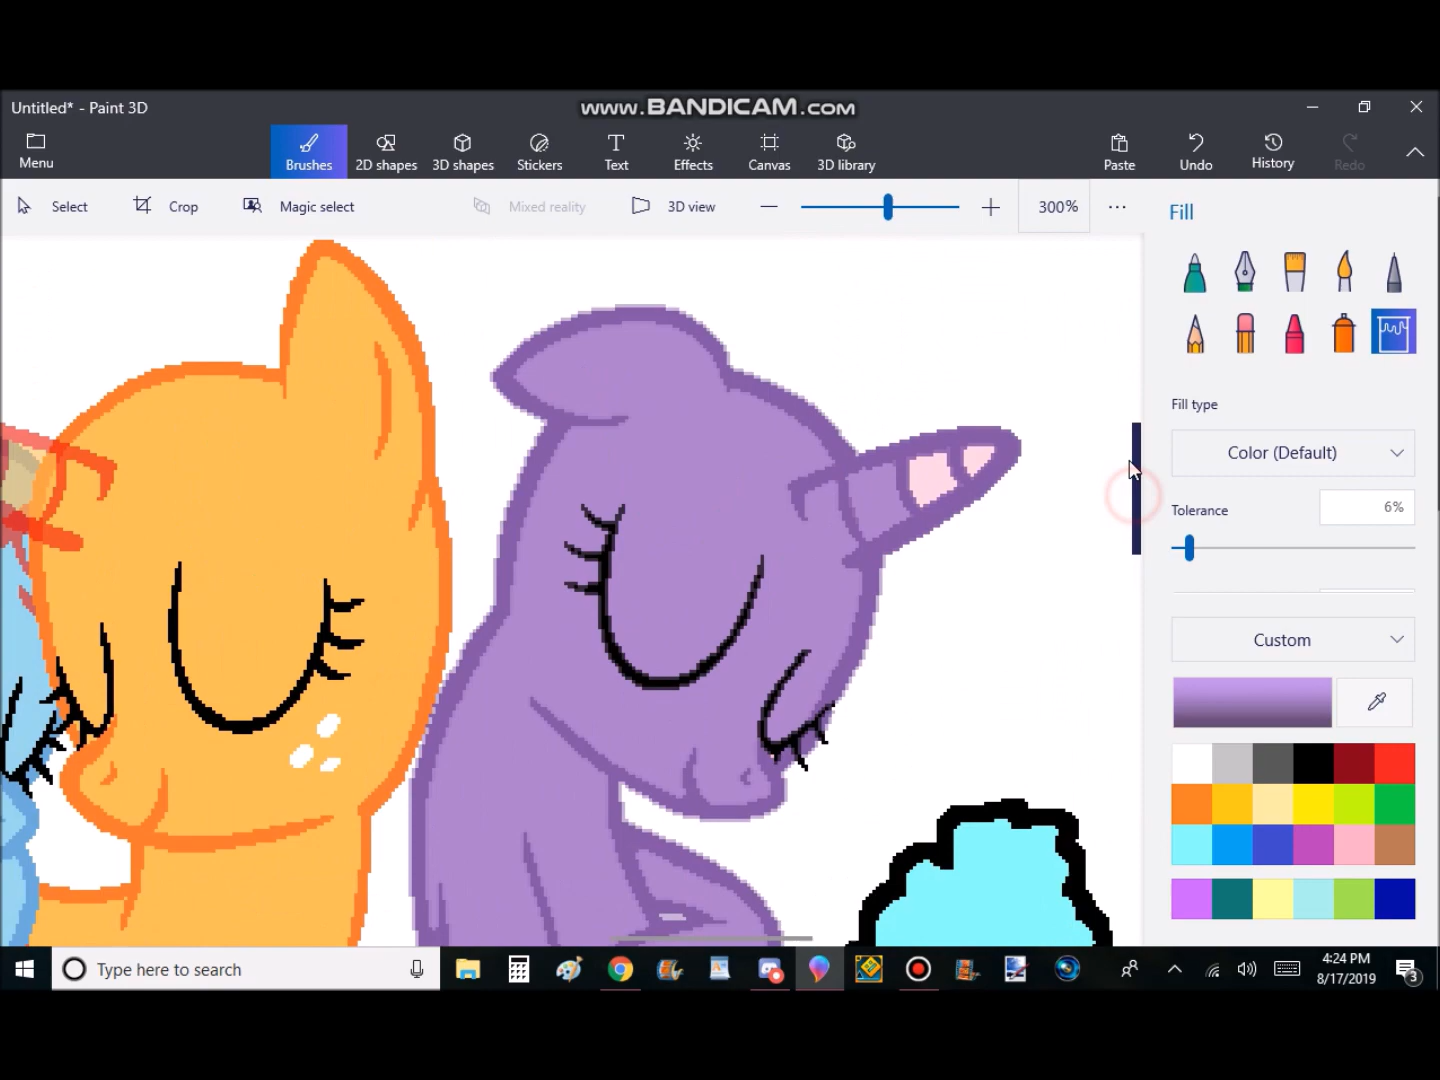 Untitled* - Paint 3D
www.BANDICAM.com
Menu
Brushes
2D shapes
3D shapes
Stickers
Text
Effects
Canvas
3D library
Paste
Undo
History
Redo
Select
Crop
Magic select
Mixed reality
3D view
300%
Fill
Fill type
Color (Default)
Tolerance
6%
Custom
Type here to search
4:24 PM
8/17/2019
3